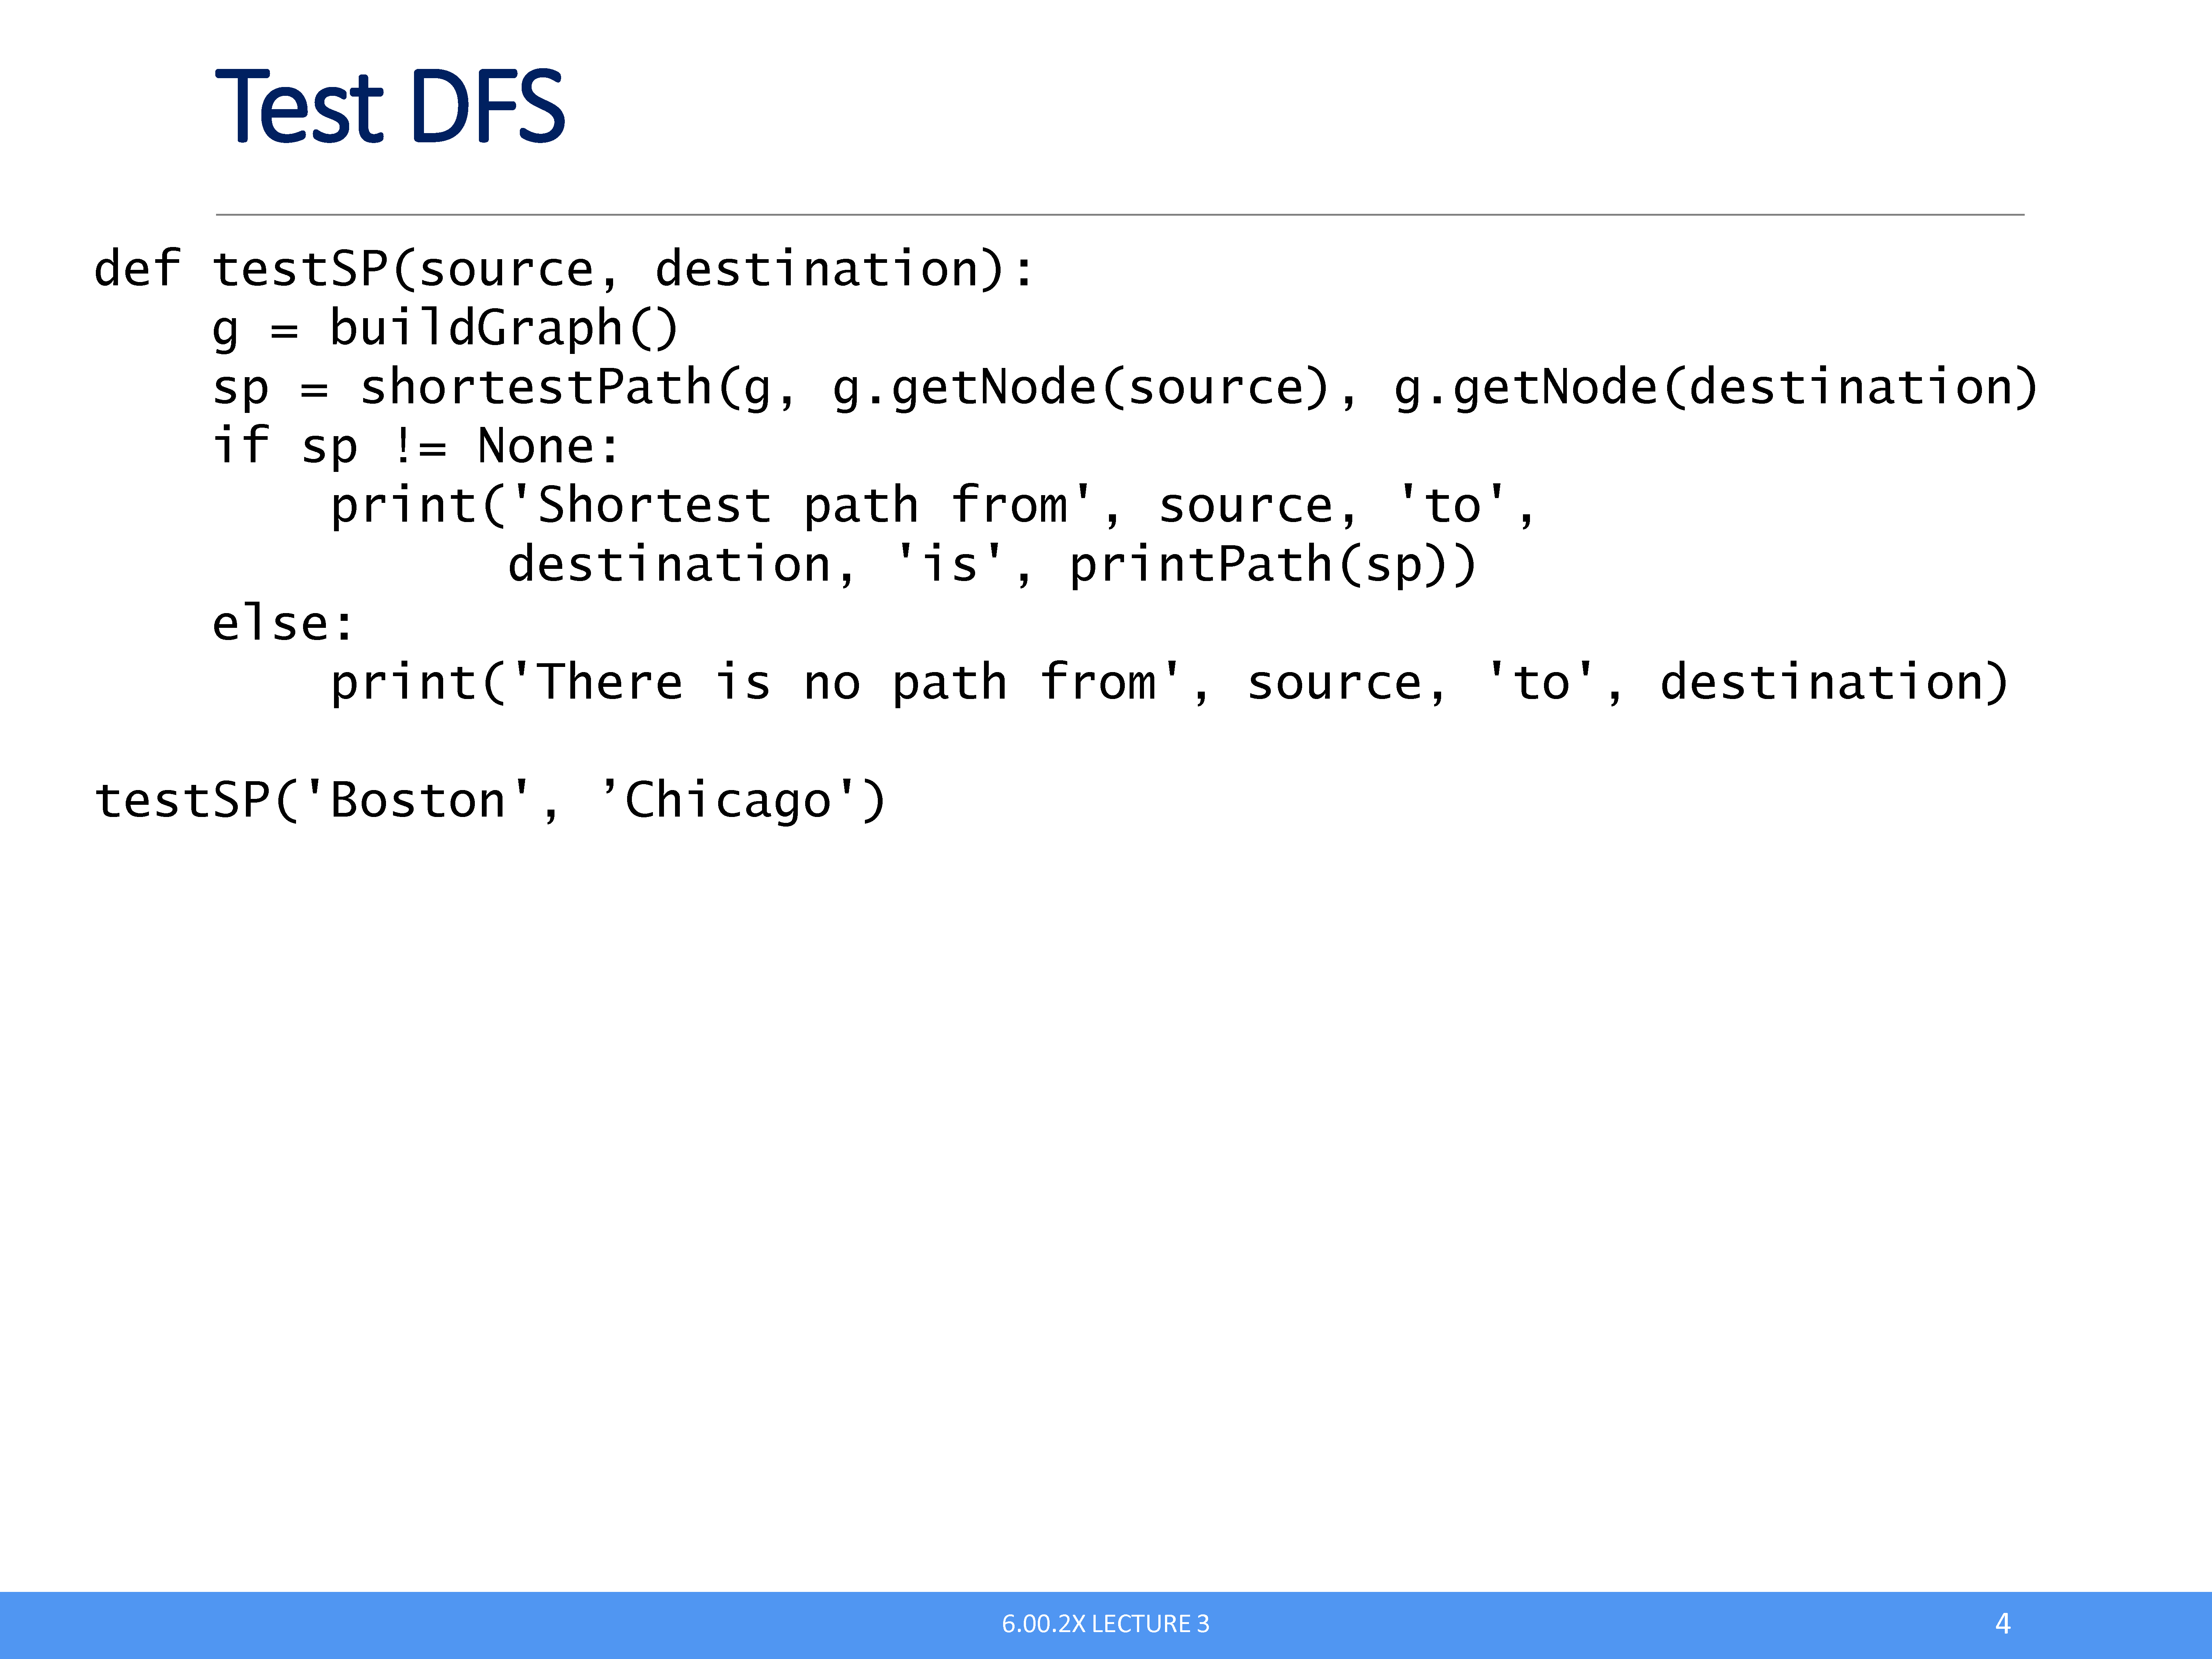 Test DFS
def testSP(source, destination):
    g = buildGraph()
    sp = shortestPath(g, g.getNode(source), g.getNode(destination)
    if sp != None:
        print('Shortest path from', source, 'to',
              destination, 'is', printPath(sp))
    else:
        print('There is no path from', source, 'to', destination)
testSP('Boston', ’Chicago')
6.00.2X LECTURE 3
4